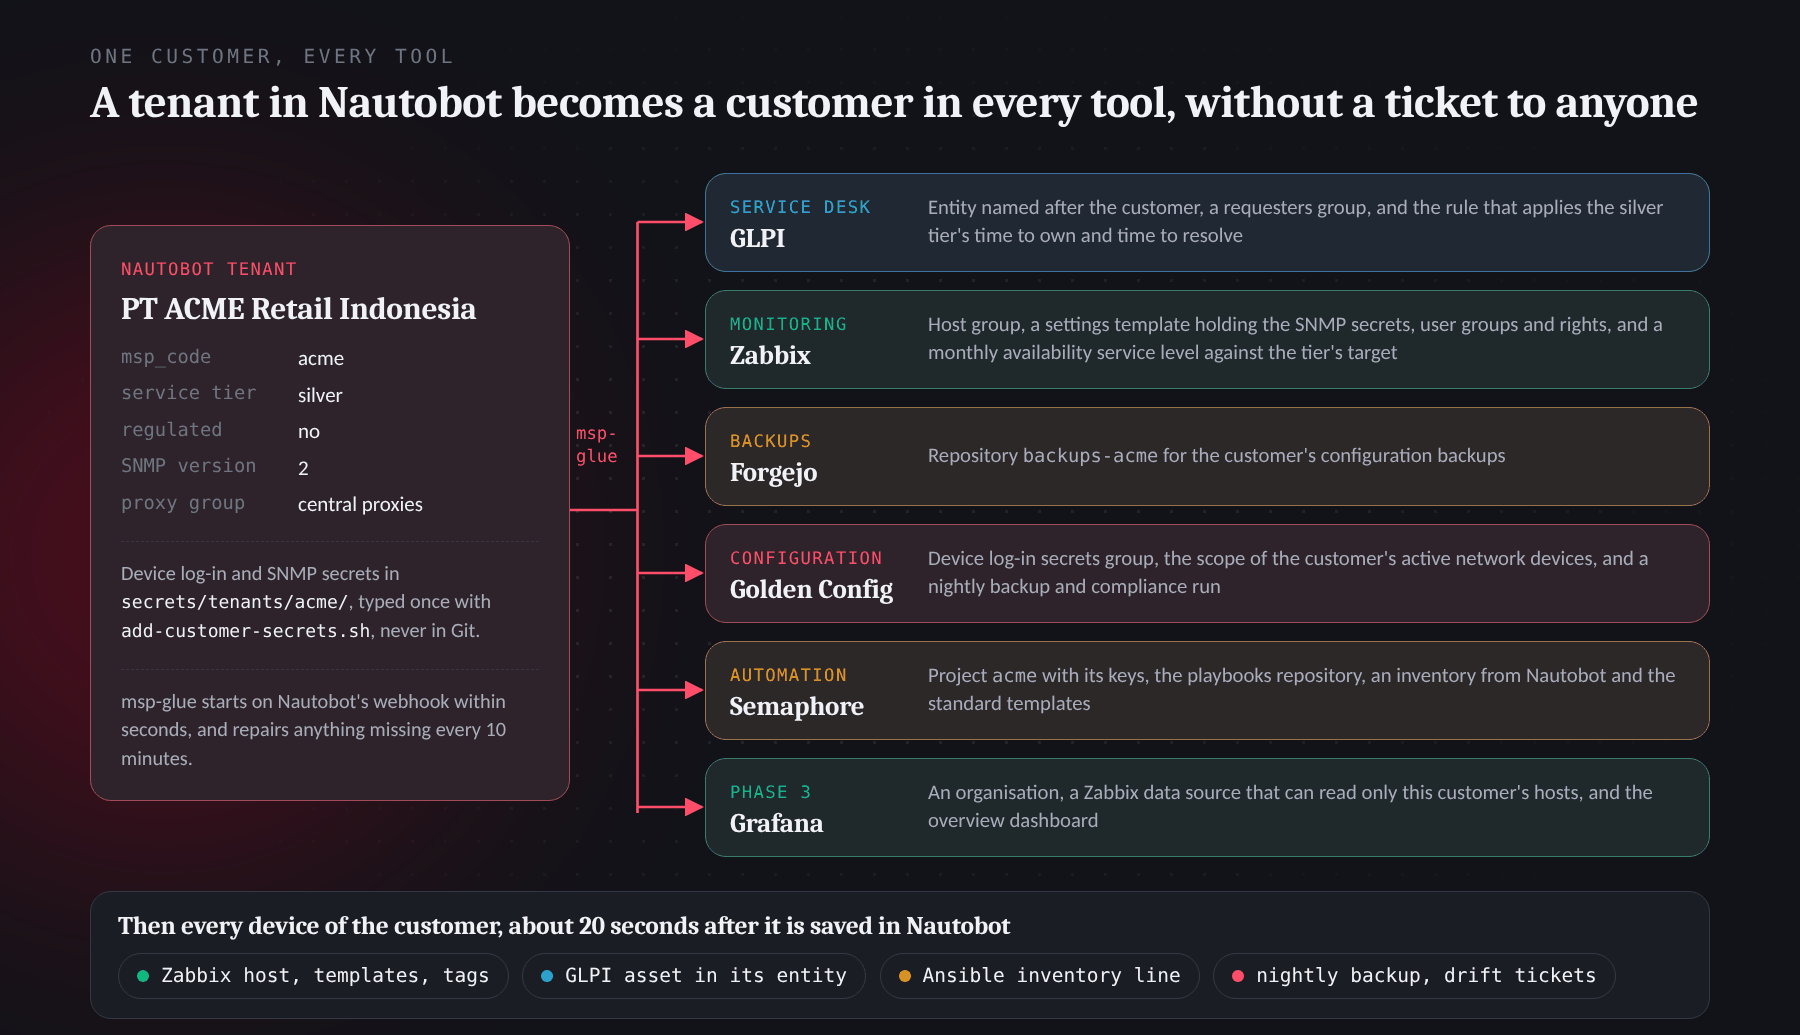 ONE CUSTOMER, EVERY TOOL
A tenant in Nautobot becomes a customer in every tool, without a ticket to anyone
NAUTOBOT TENANT
PT ACME Retail Indonesia
msp_code acme
service tier silver
regulated no
SNMP version 2
proxy group central proxies
Device log-in and SNMP secrets in
secrets/tenants/acme/, typed once with
add-customer-secrets.sh, never in Git.
msp-glue starts on Nautobot's webhook within
seconds, and repairs anything missing every 10
minutes.
msp-
glue
SERVICE DESK
GLPI
Entity named after the customer, a requesters group, and the rule that applies the silver
tier's time to own and time to resolve
MONITORING
Zabbix
Host group, a settings template holding the SNMP secrets, user groups and rights, and a
monthly availability service level against the tier's target
BACKUPS
Forgejo
Repository backups-acme for the customer's configuration backups
CONFIGURATION
Golden Config
Device log-in secrets group, the scope of the customer's active network devices, and a
nightly backup and compliance run
AUTOMATION
Semaphore
Project acme with its keys, the playbooks repository, an inventory from Nautobot and the
standard templates
PHASE 3
Grafana
An organisation, a Zabbix data source that can read only this customer's hosts, and the
overview dashboard
Then every device of the customer, about 20 seconds after it is saved in Nautobot
Zabbix host, templates, tags
GLPI asset in its entity
Ansible inventory line
nightly backup, drift tickets